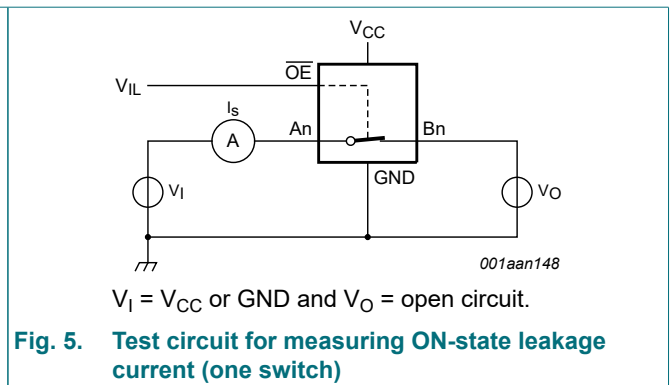 VCC
OE
VIL
Is
A
An
Bn
GND
VI
VO
001aan148
VI = VCC or GND and VO = open circuit.
Fig. 5. Test circuit for measuring ON-state leakage
current (one switch)